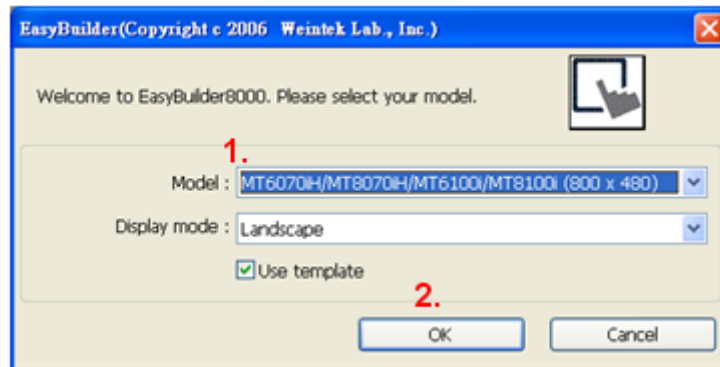 EasyBuilder(Copyright c 2006 Weintek Lab., Inc.)
Welcome to EasyBuilder8000. Please select your model.
1.
Model : MT6070iH/MT8070iH/MT6100i/MT8100i (800 x 480)
Display mode : Landscape
Use template
2.
OK Cancel